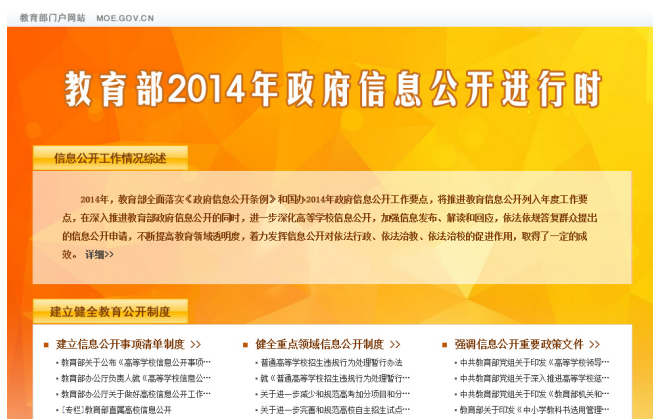 教育部门户网站 MOE.GOV.CN
教育部2014年政府信息公开进行时
信息公开工作情况综述
2014年，教育部全面落实《政府信息公开条例》和国办2014年政府信息公开工作要点，将推进教育信息公开列入年度工作要
点，在深入推进教育部政府信息公开的同时，进一步深化高等学校信息公开，加强信息发布、解读和回应，依法依规答复群众提出
的信息公开申请，不断提高教育领域透明度，着力发挥信息公开对依法行政、依法治教、依法治校的促进作用，取得了一定的成
效。 详细>>
建立健全教育公开制度
建立信息公开事项清单制度 >>
• 教育部关于公布《高等学校信息公开事项…
• 教育部办公厅负责人就《高等学校信息公…
• 教育部办公厅关于做好高校信息公开工作…
• [专栏]教育部直属高校信息公开
健全重点领域信息公开制度 >>
• 普通高等学校招生违规行为处理暂行办法
• 就《普通高等学校招生违规行为处理暂行…
• 关于进一步减少和规范高考加分项目和分…
• 关于进一步完善和规范高校自主招生试点…
强调信息公开重要政策文件 >>
• 中共教育部党组关于印发《高等学校领导…
• 中共教育部党组关于深入推进高等学校惩…
• 中共教育部党组关于印发《教育部机关和…
• 教育部关于印发《中小学教科书选用管理…